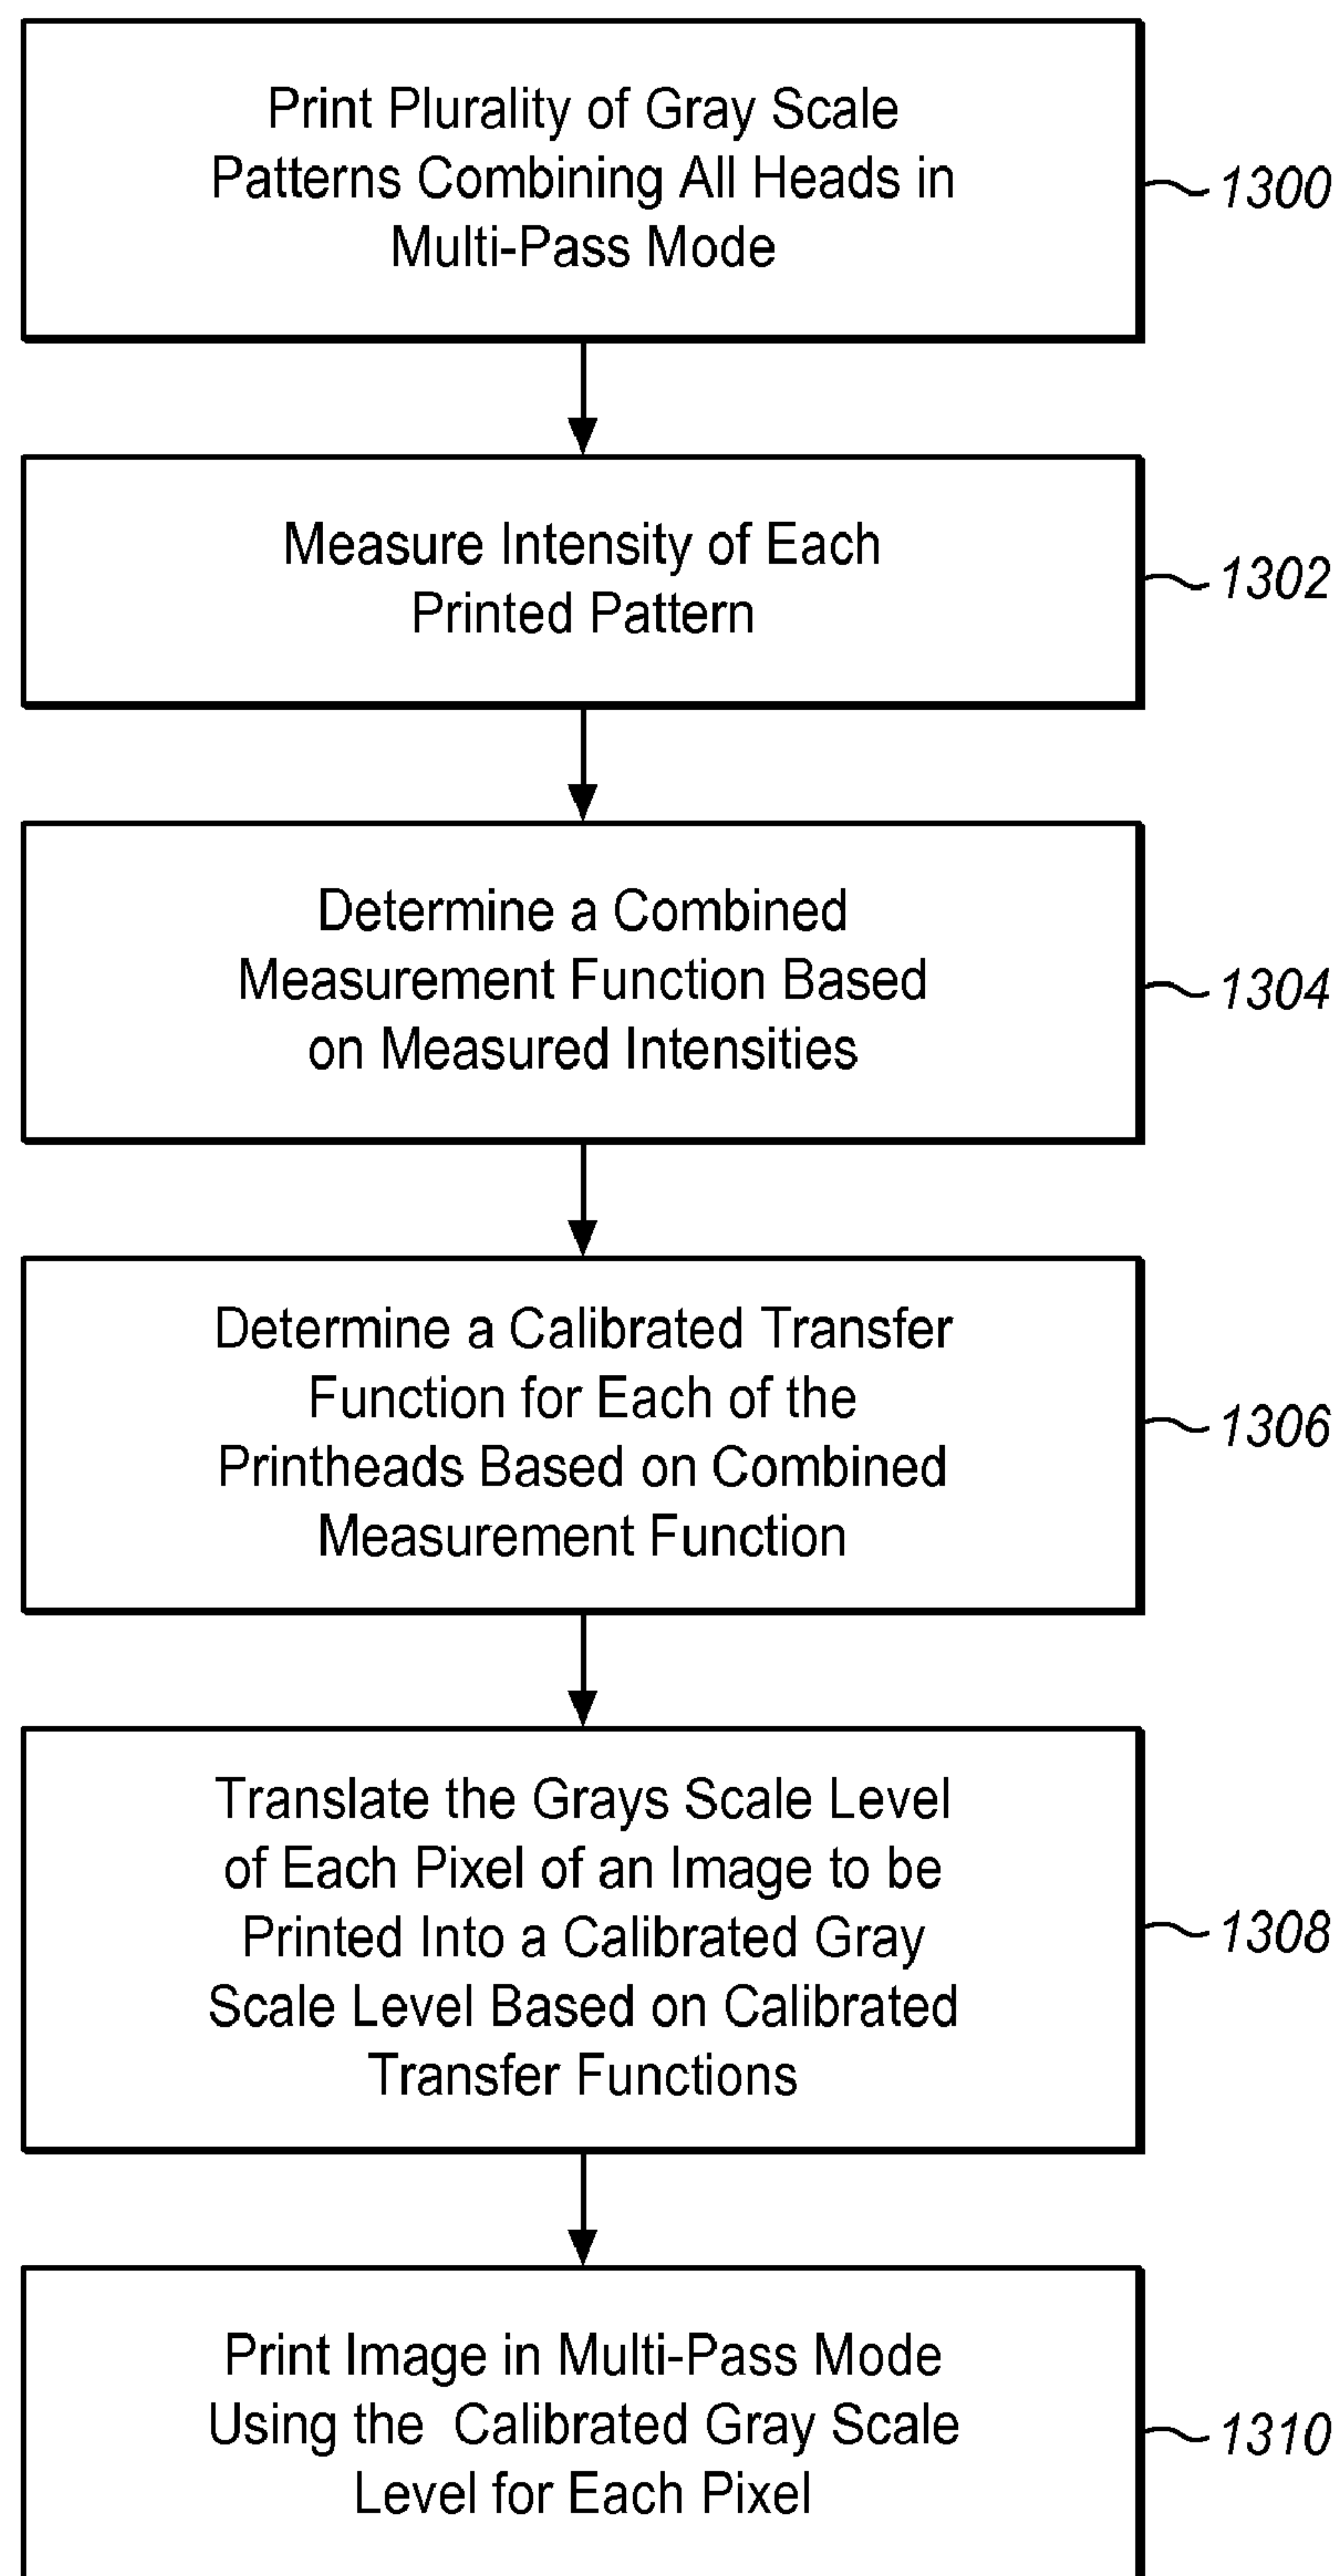 Print Plurality of Gray Scale
Patterns Combining All Heads in
Multi-Pass Mode
1300
Measure Intensity of Each
Printed Pattern
1302
Determine a Combined
Measurement Function Based
on Measured Intensities
1304
Determine a Calibrated Transfer
Function for Each of the
Printheads Based on Combined
Measurement Function
1306
Translate the Grays Scale Level
of Each Pixel of an Image to be
Printed Into a Calibrated Gray
Scale Level Based on Calibrated
Transfer Functions
1308
Print Image in Multi-Pass Mode
Using the Calibrated Gray Scale
Level for Each Pixel
1310